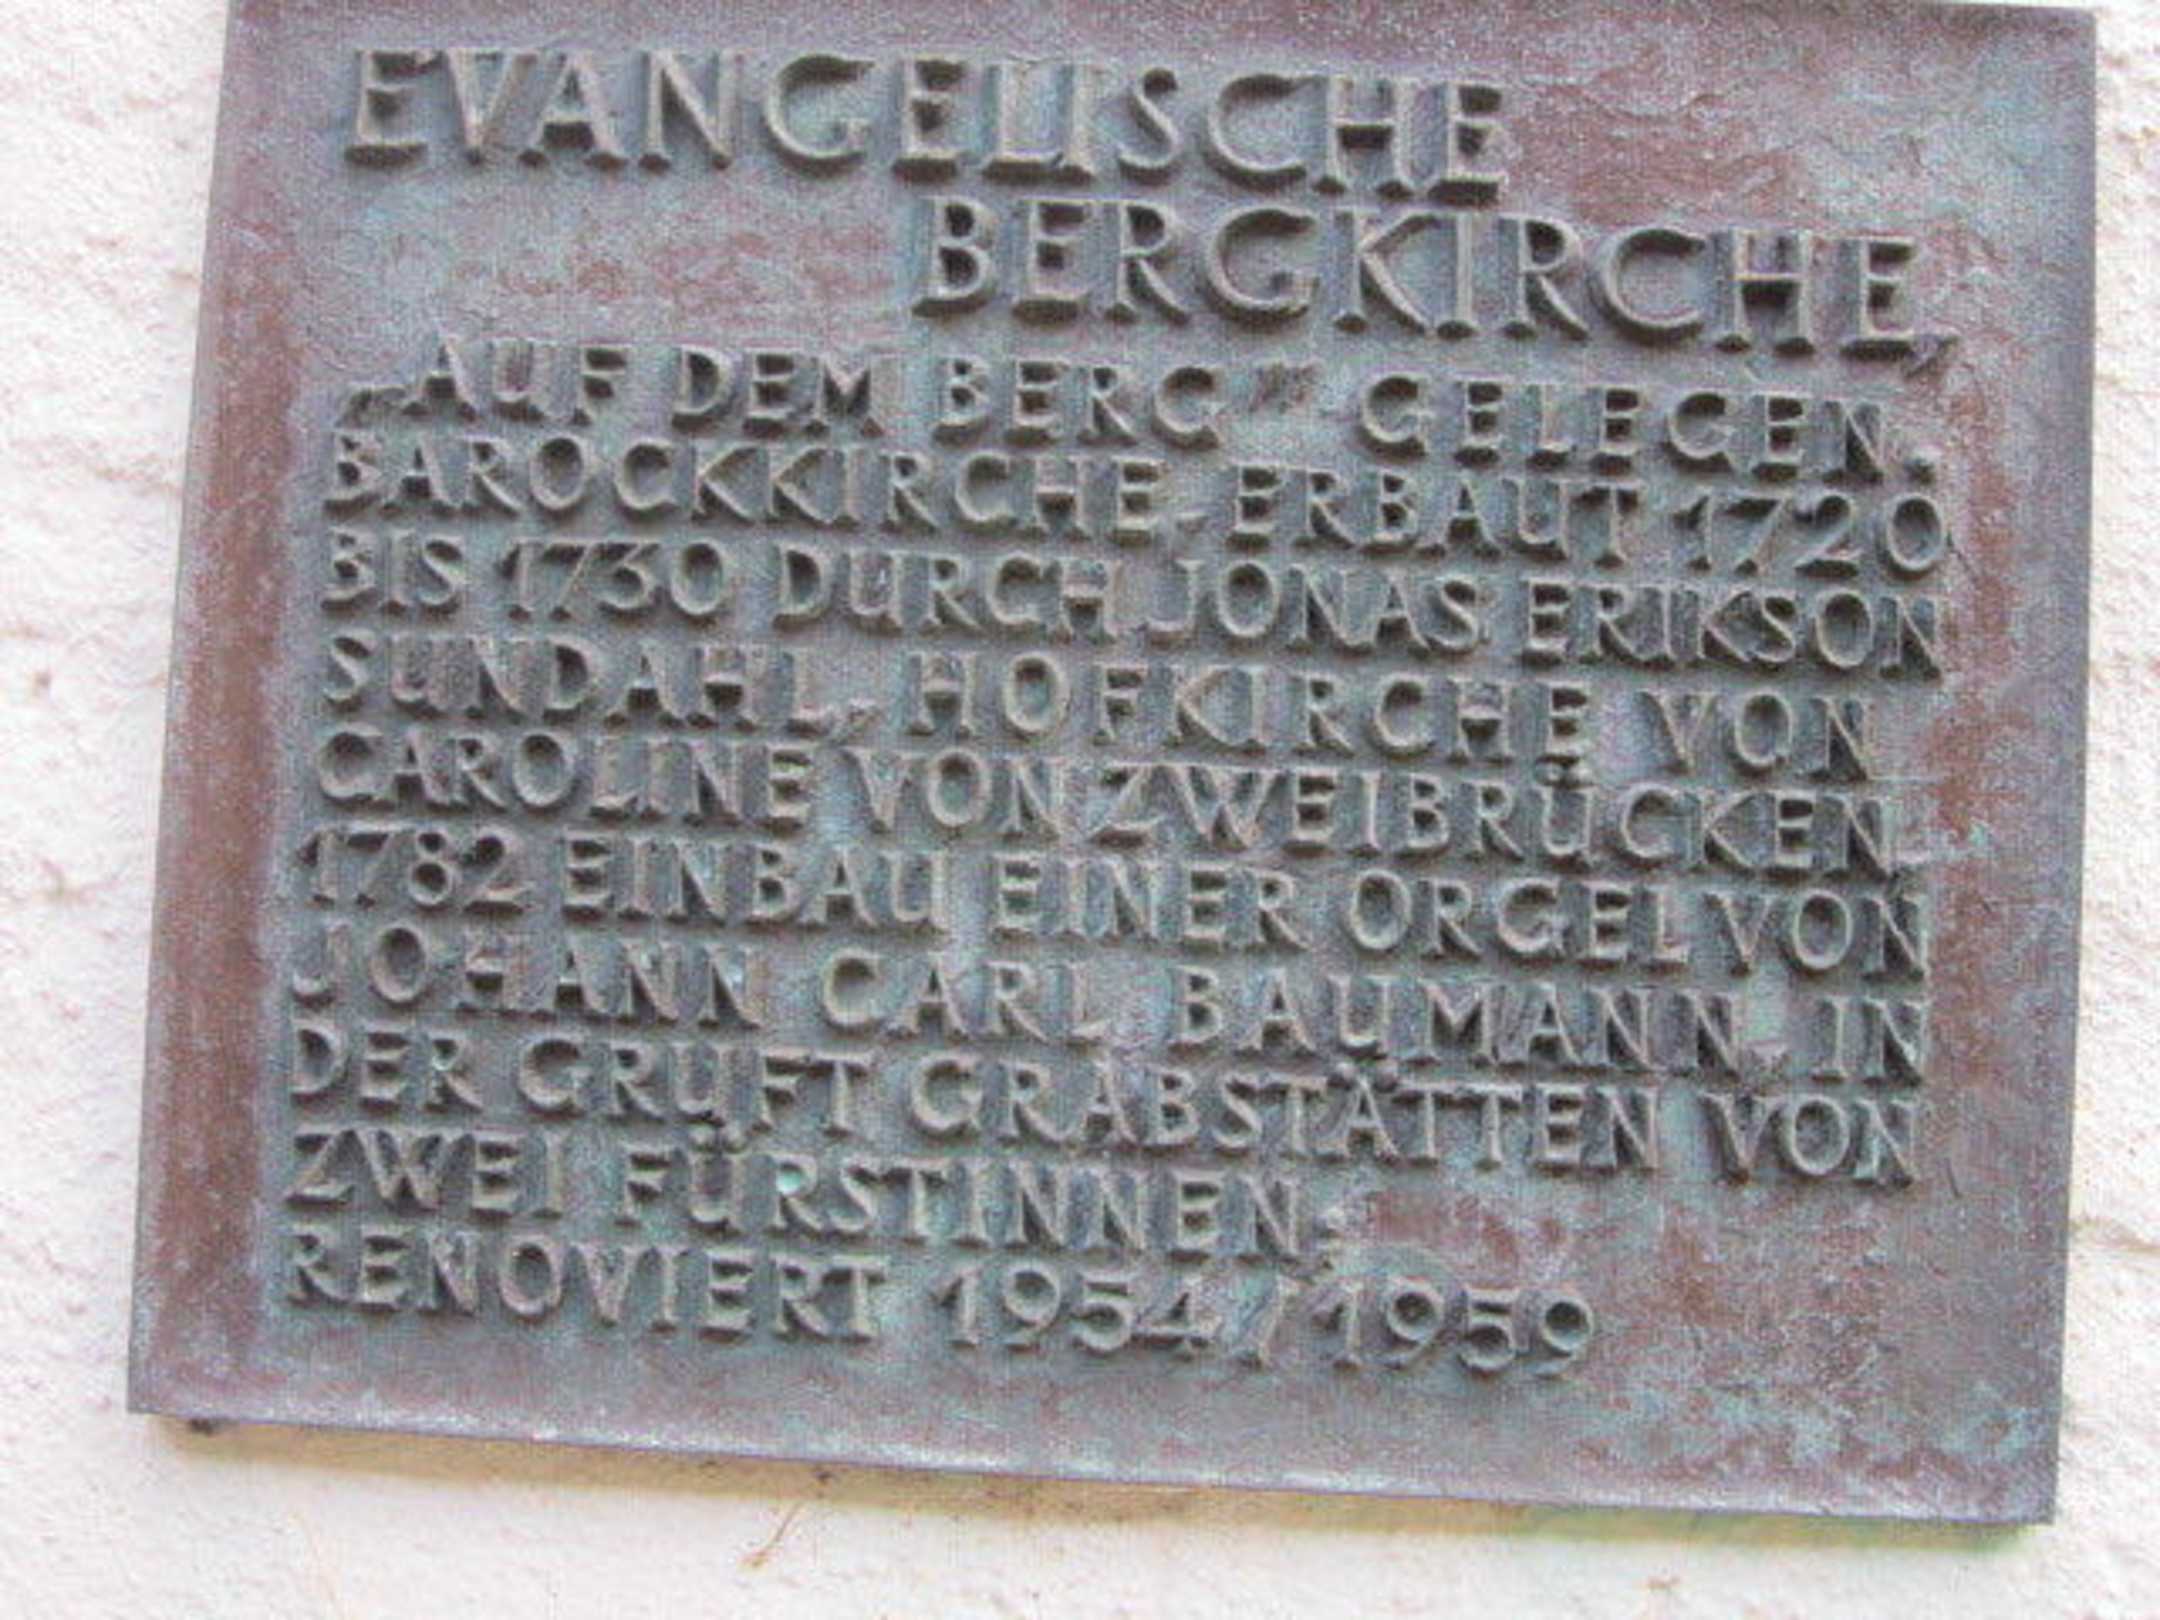 EVANGELISCHE
BERGKIRCHE,
„AUF DEM BERG" GELEGEN.
BAROCKKIRCHE, ERBAUT 1720
BIS 1730 DURCH JONAS ERIKSON
SUNDAHL, HOFKIRCHE VON
CAROLINE VON ZWEIBRÜCKEN.
1782 EINBAU EINER ORGEL VON
JOHANN CARL BAUMANN. IN
DER GRUFT GRABSTÄTTEN VON
ZWEI FÜRSTINNEN.
RENOVIERT 1954/1959